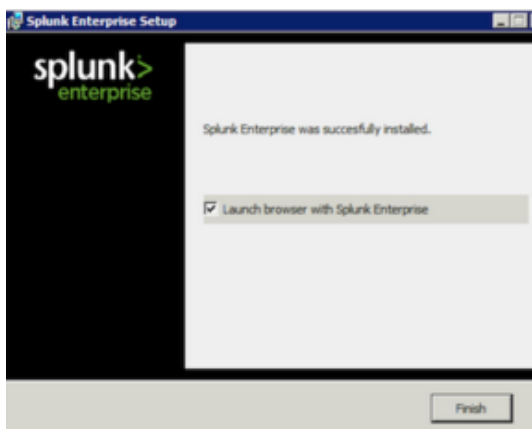 Splunk Enterprise Setup
splunk>
enterprise
Splunk Enterprise was succesfully installed.
Launch browser with Splunk Enterprise
Finish